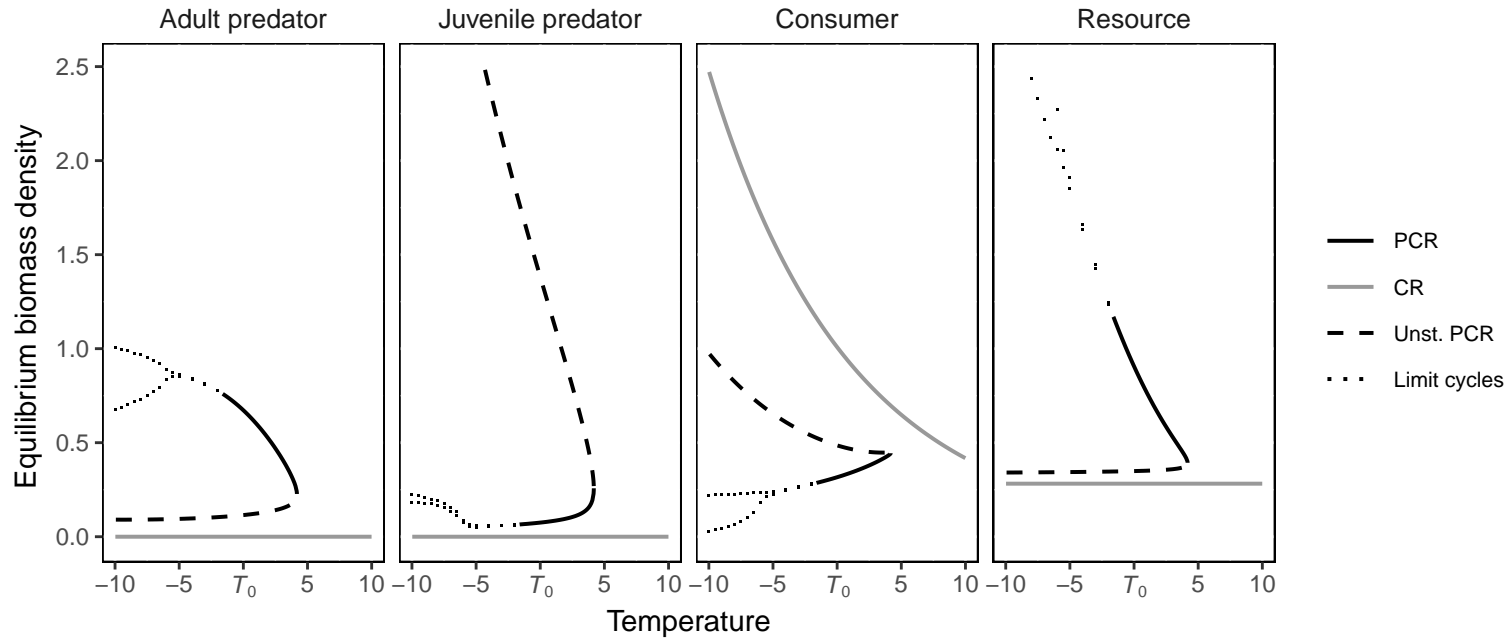 Adult predator
Juvenile predator
Consumer
Resource
Equilibrium biomass density
2.5
2.0
1.5
1.0
0.5
0.0
−10 −5 T0 5 10
−10 −5 T0 5 10
−10 −5 T0 5 10
−10 −5 T0 5 10
Temperature
PCR
CR
Unst. PCR
Limit cycles